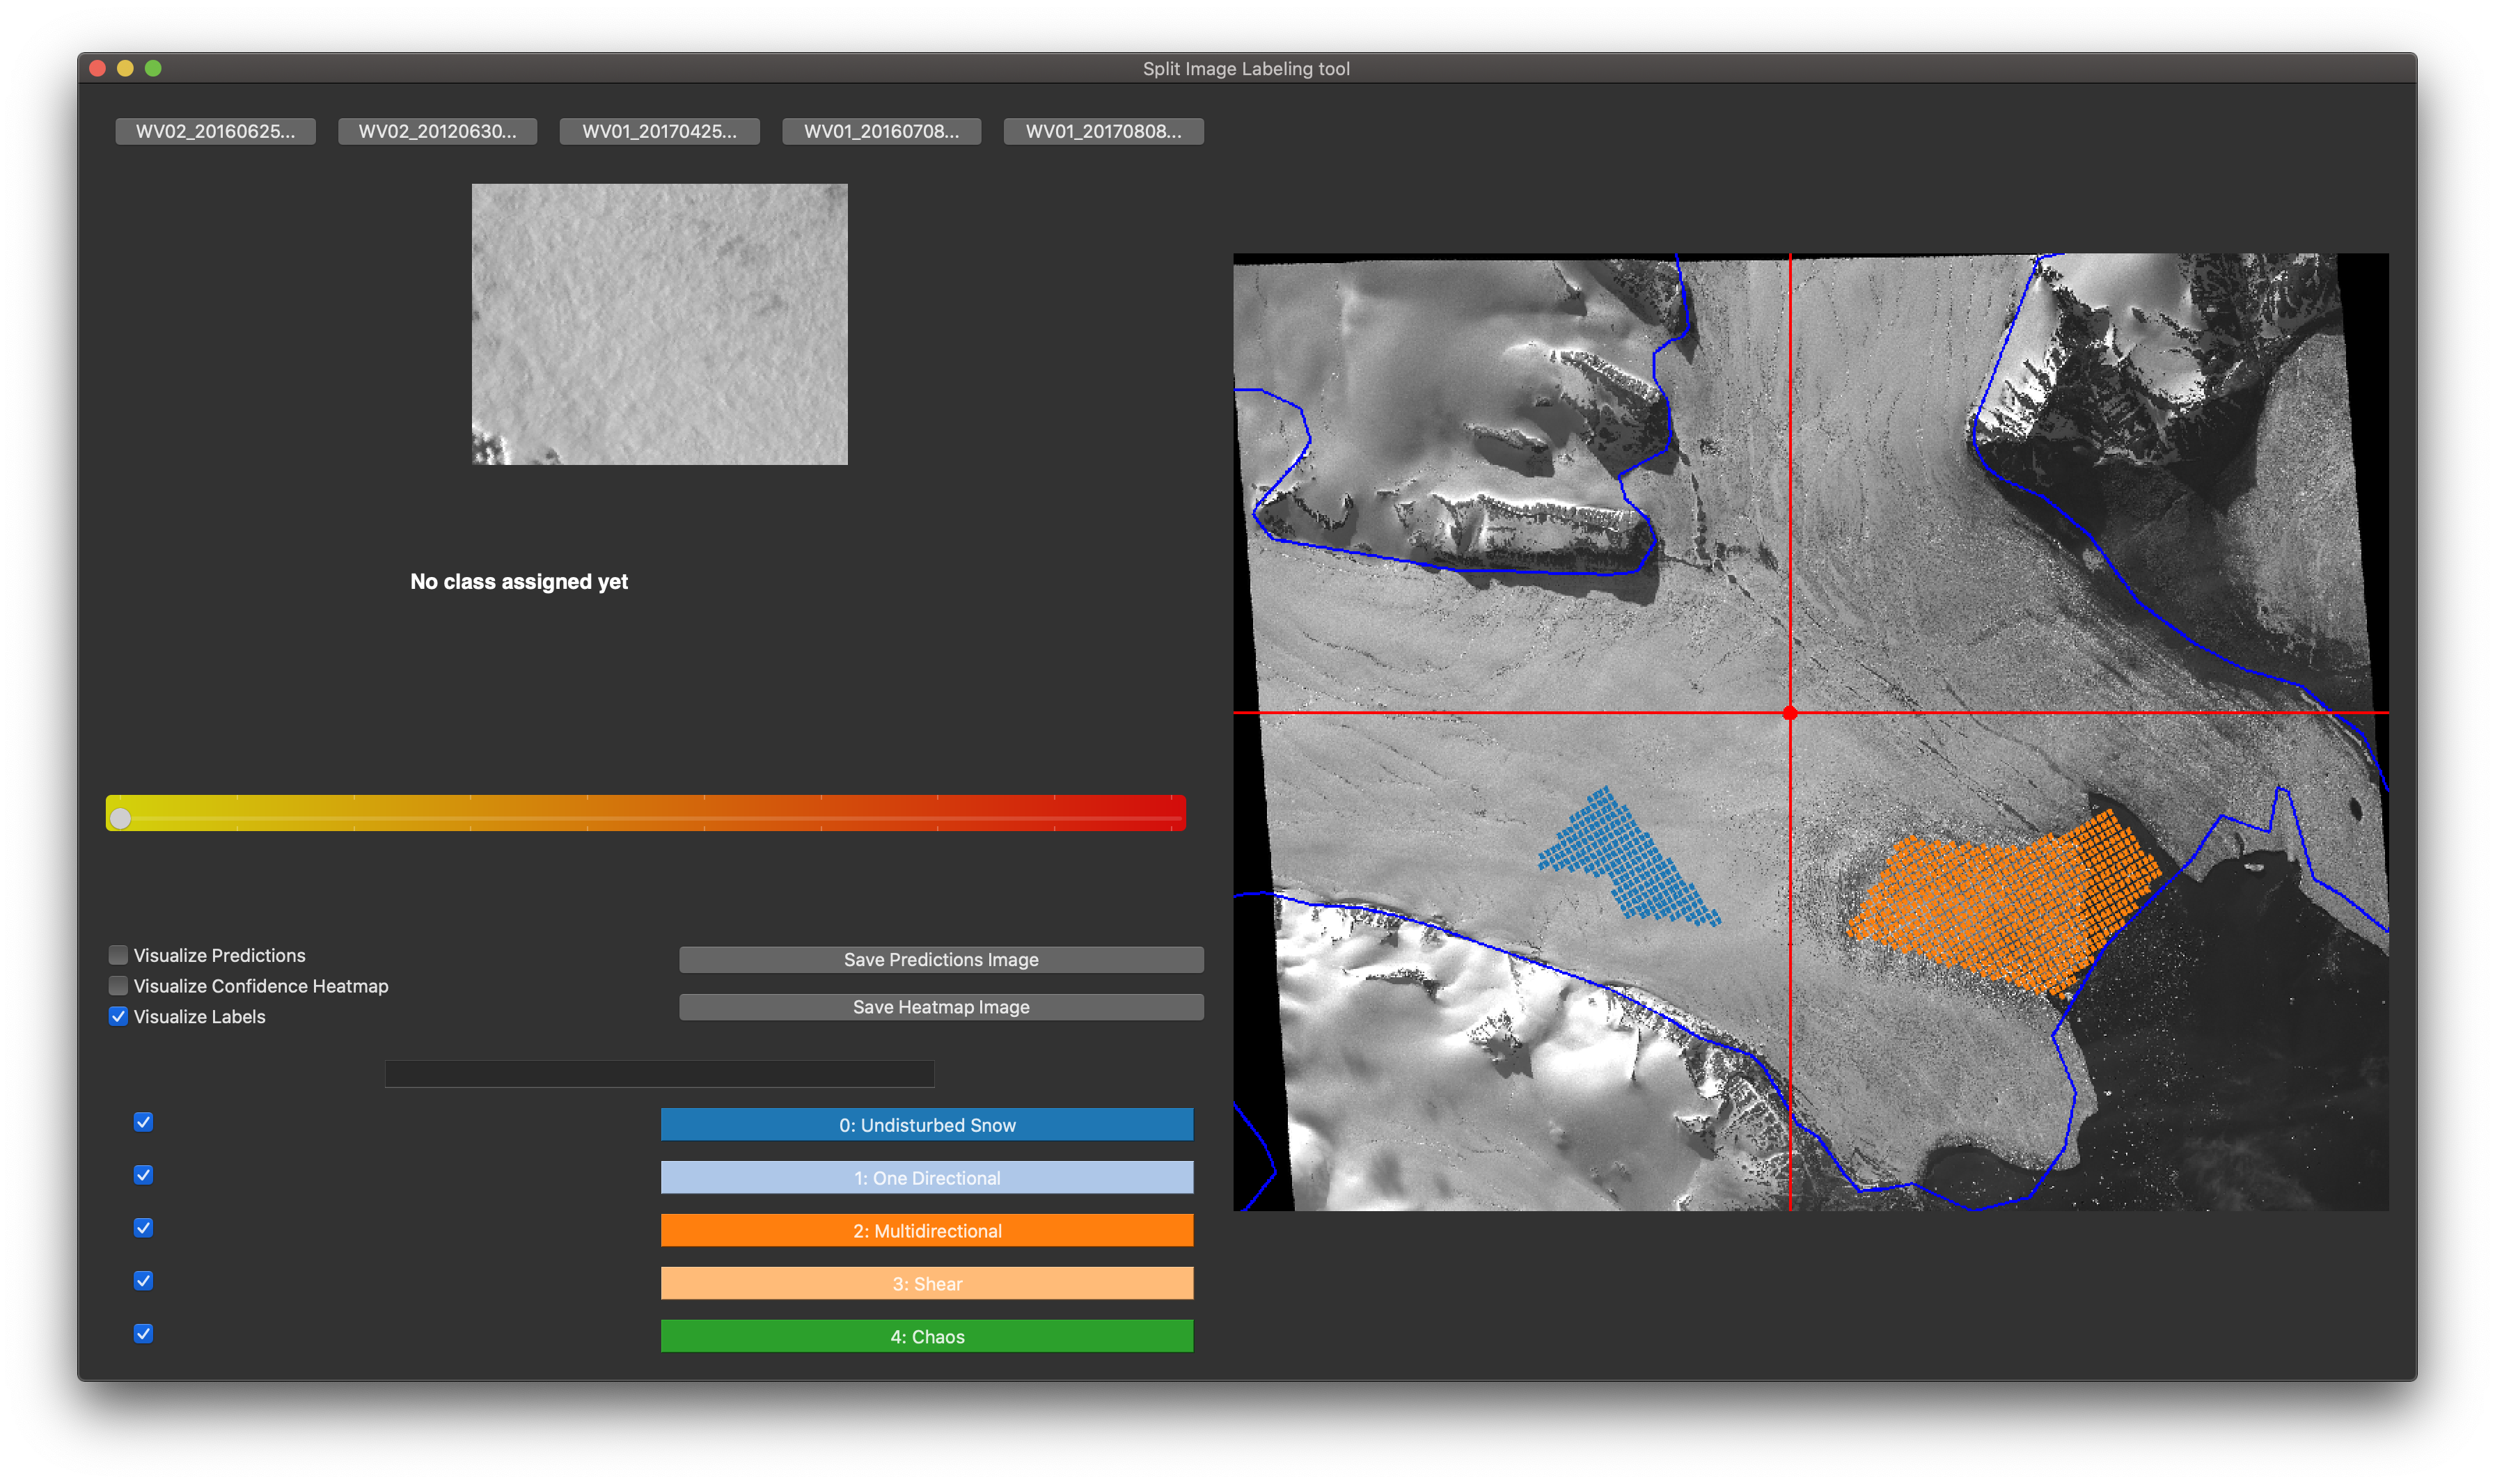 Split Image Labeling tool
WV02_20160625...
WV02_20120630...
WV01_20170425...
WV01_20160708...
WV01_20170808...
No class assigned yet
Visualize Predictions
Visualize Confidence Heatmap
Visualize Labels
Save Predictions Image
Save Heatmap Image
0: Undisturbed Snow
1: One Directional
2: Multidirectional
3: Shear
4: Chaos